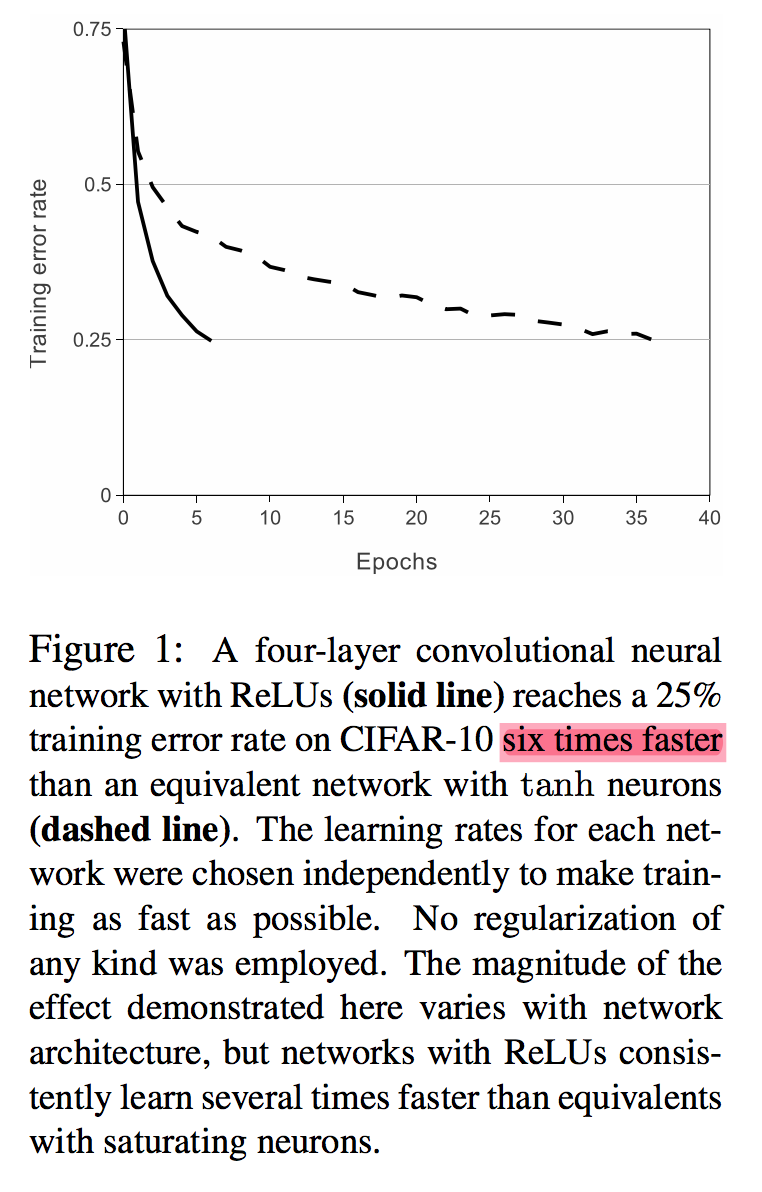 0.75
0.5
0.25
0
Training error rate
0 5 10 15 20 25 30 35 40
Epochs
Figure 1: A four-layer convolutional neural
network with ReLUs (solid line) reaches a 25%
training error rate on CIFAR-10 six times faster
than an equivalent network with tanh neurons
(dashed line). The learning rates for each net-
work were chosen independently to make train-
ing as fast as possible. No regularization of
any kind was employed. The magnitude of the
effect demonstrated here varies with network
architecture, but networks with ReLUs consis-
tently learn several times faster than equivalents
with saturating neurons.